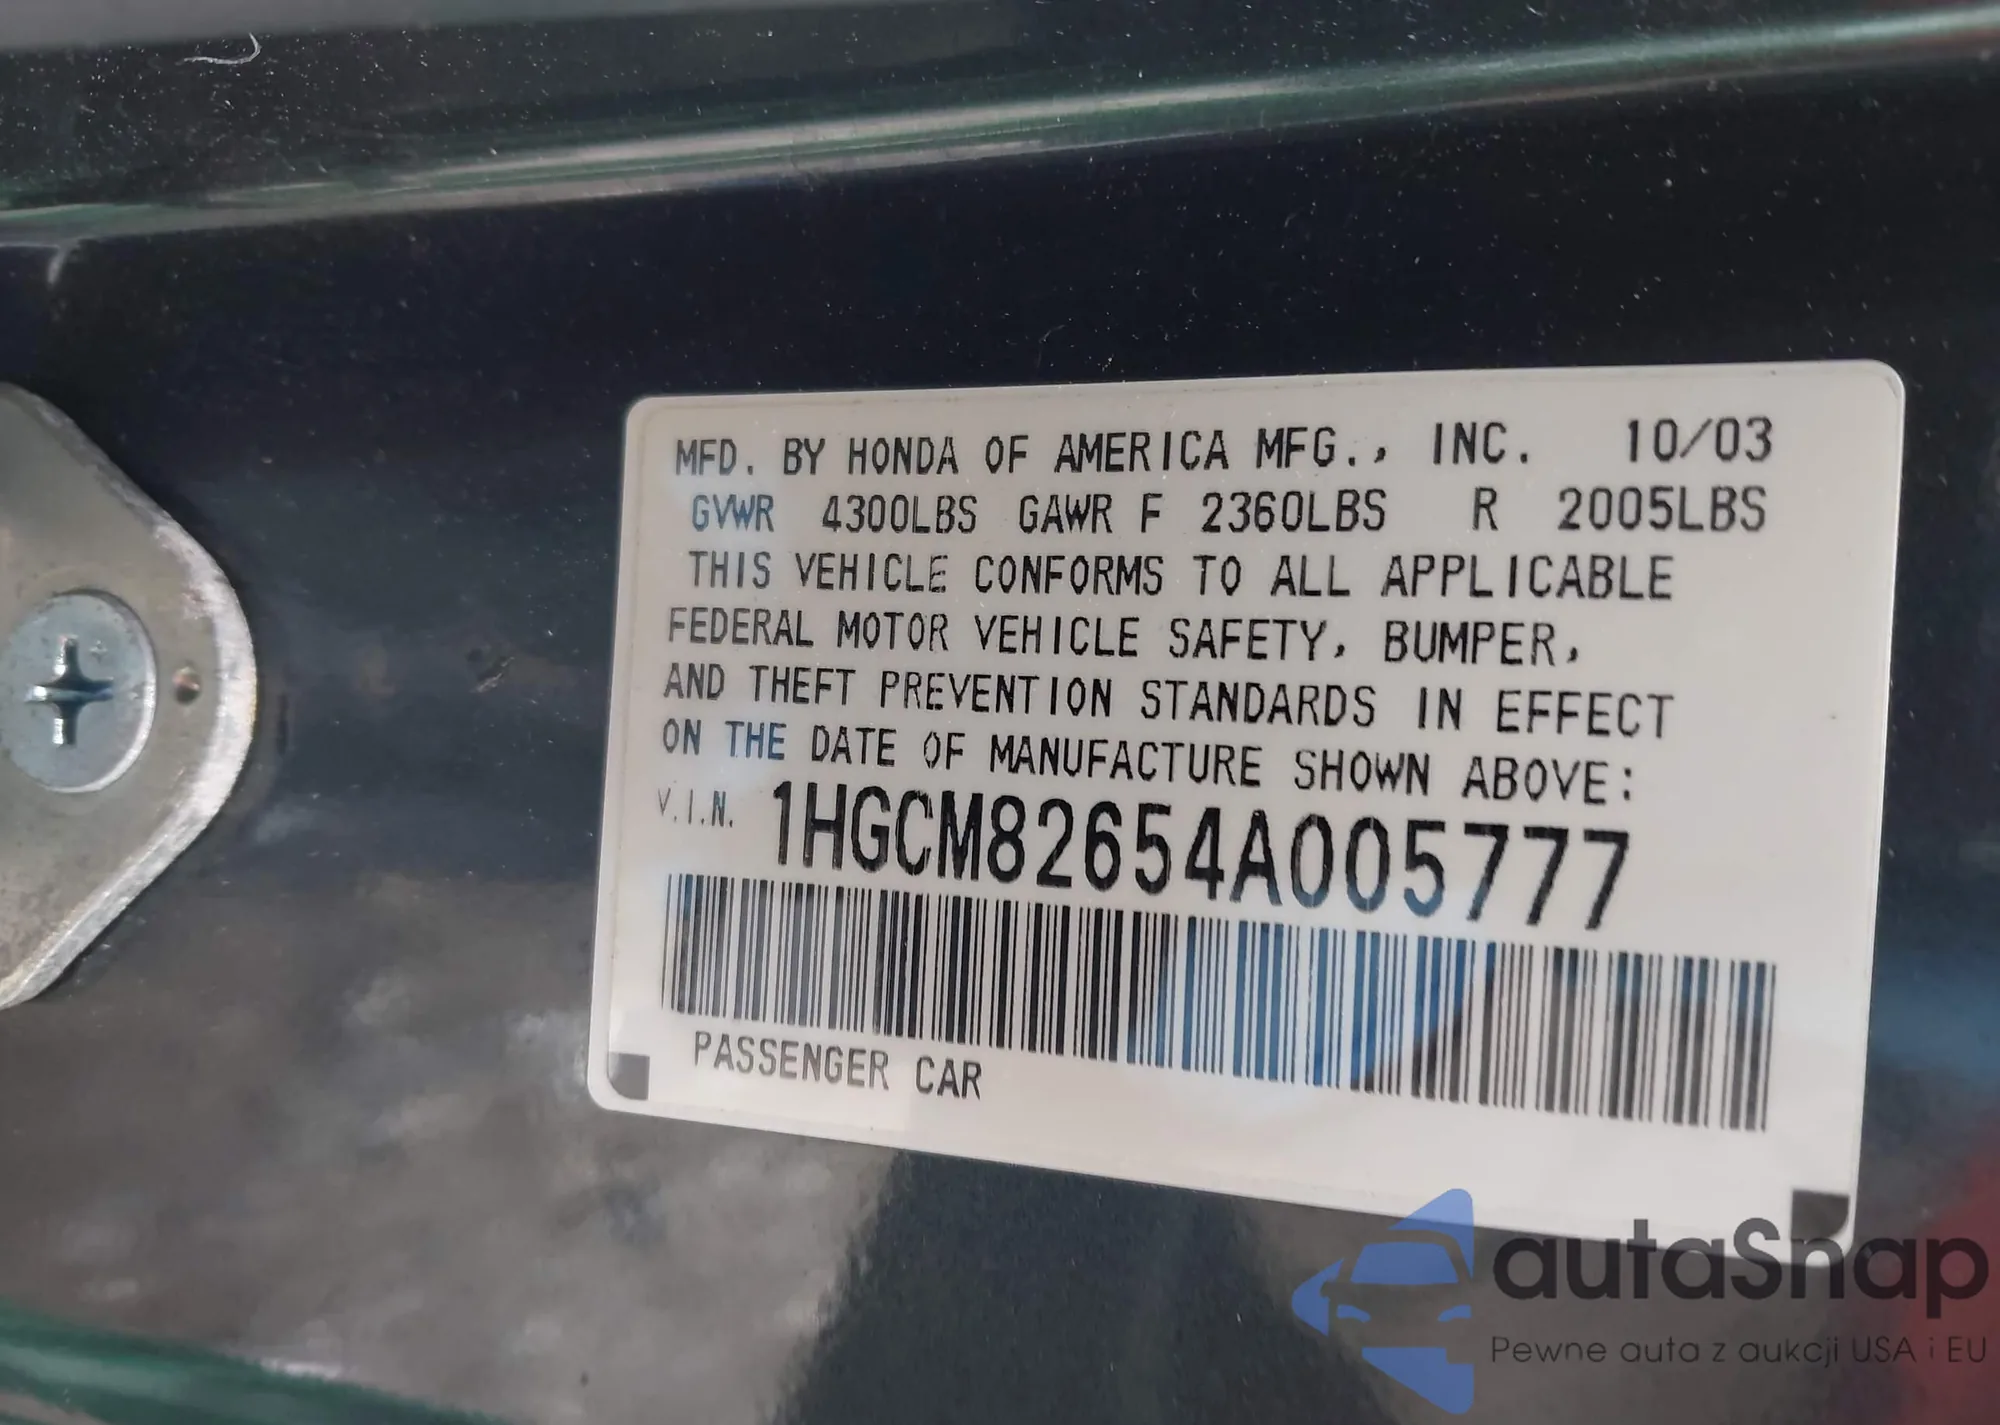 MFD. BY HONDA OF AMERICA MFG., INC. 10/03
GVWR 4300LBS GAWR F 2360LBS R 2005LBS
THIS VEHICLE CONFORMS TO ALL APPLICABLE
FEDERAL MOTOR VEHICLE SAFETY, BUMPER,
AND THEFT PREVENTION STANDARDS IN EFFECT
ON THE DATE OF MANUFACTURE SHOWN ABOVE:
V.I.N. 1HGCM82654A005777
PASSENGER CAR
autaSnap
Pewne auta z aukcji USA i EU